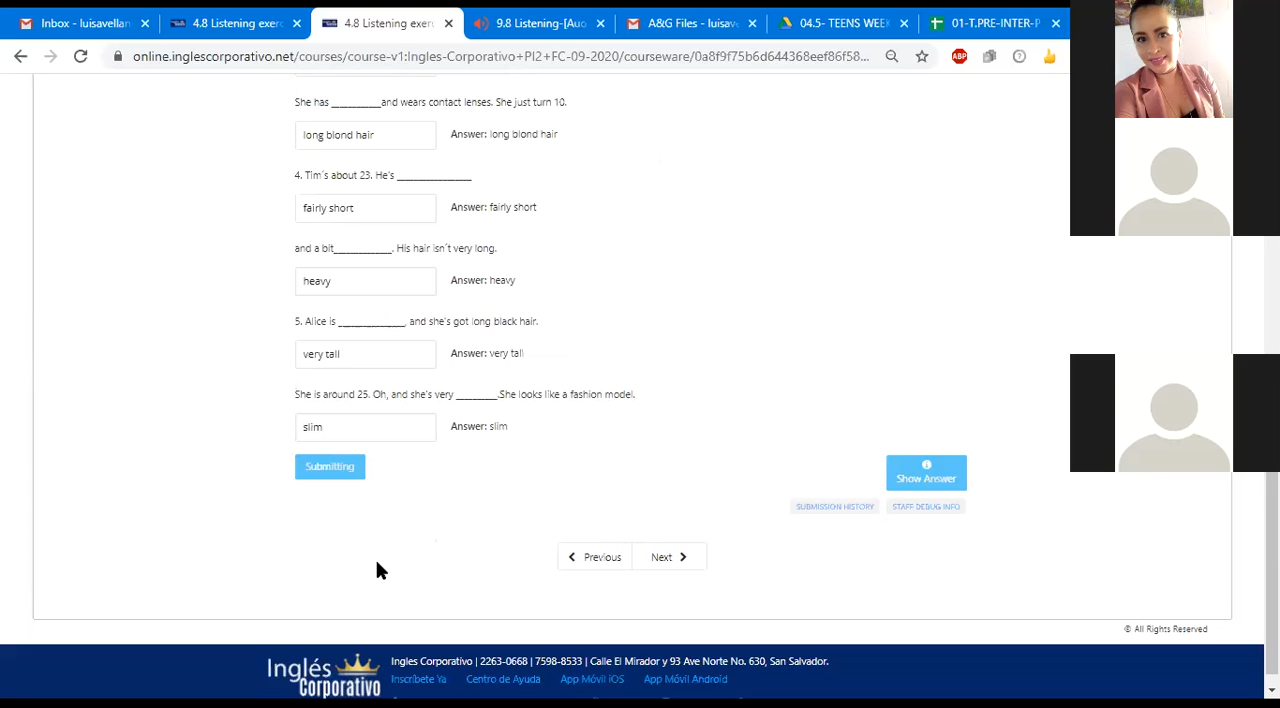 Inbox - luisavellam
4.8 Listening exerc
4.8 Listening exerc
9.8 Listening-[Auo
A&G Files - luisav
04.5- TEENS WEEK
01-T.PRE-INTER-P
online.inglescorporativo.net/courses/course-v1:Ingles-Corporativo+PI2+FC-09-2020/courseware/0a8f9f75b6d644368eef86f58...
ABP
She has __________and wears contact lenses. She just turn 10.
long blond hair
Answer: long blond hair
4. Tim´s about 23. He's _______________
fairly short
Answer: fairly short
and a bit____________. His hair isn´t very long.
heavy
Answer: heavy
5. Alice is ______________, and she's got long black hair.
very tall
Answer: very tall
She is around 25. Oh, and she's very ________.She looks like a fashion model.
slim
Answer: slim
Submitting
Show Answer
SUBMISSION HISTORY
STAFF DEBUG INFO
Previous
Next
© All Rights Reserved
Inglés Corporativo
Ingles Corporativo | 2263-0668 | 7598-8533 | Calle El Mirador y 93 Ave Norte No. 630, San Salvador.
Inscríbete Ya
Centro de Ayuda
App Móvil iOS
App Móvil Android